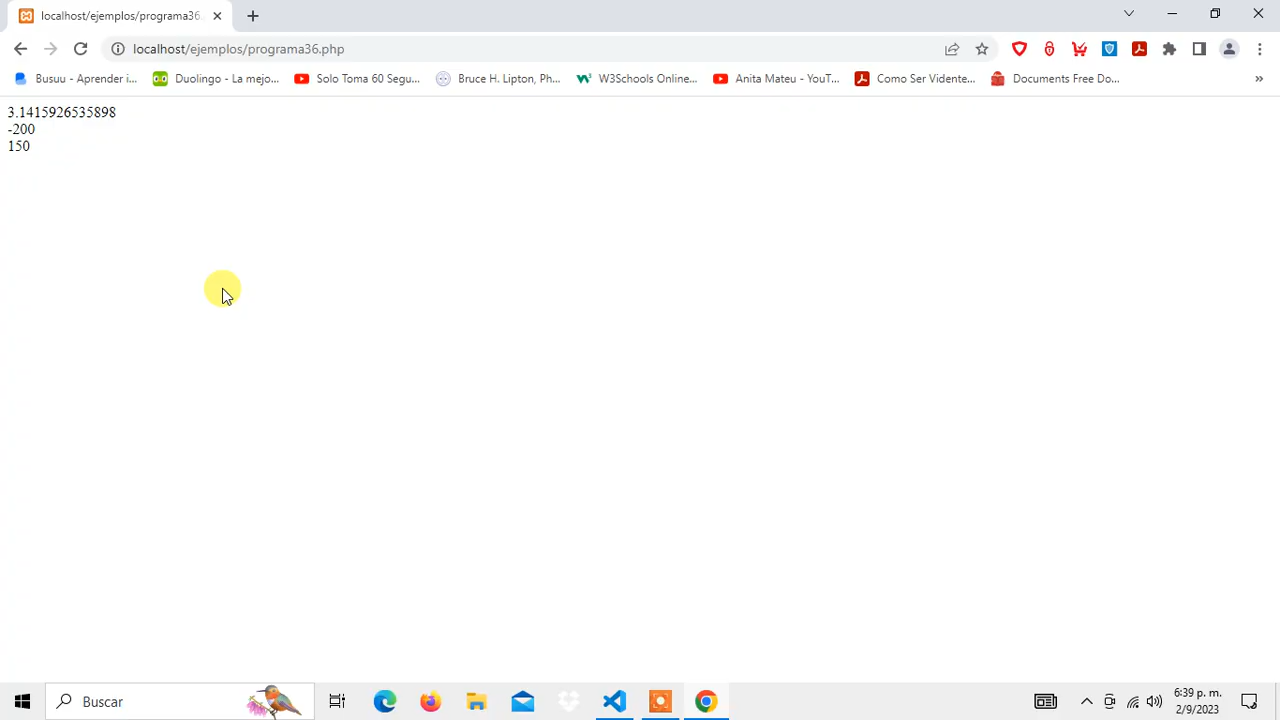 localhost/ejemplos/programa36.
localhost/ejemplos/programa36.php
Busuu - Aprender i...
Duolingo - La mejo...
Solo Toma 60 Segu...
Bruce H. Lipton, Ph...
W3Schools Online...
Anita Mateu - YouT...
Como Ser Vidente...
Documents Free Do...
»
3.1415926535898
-200
150
Buscar
6:39 p. m.
2/9/2023